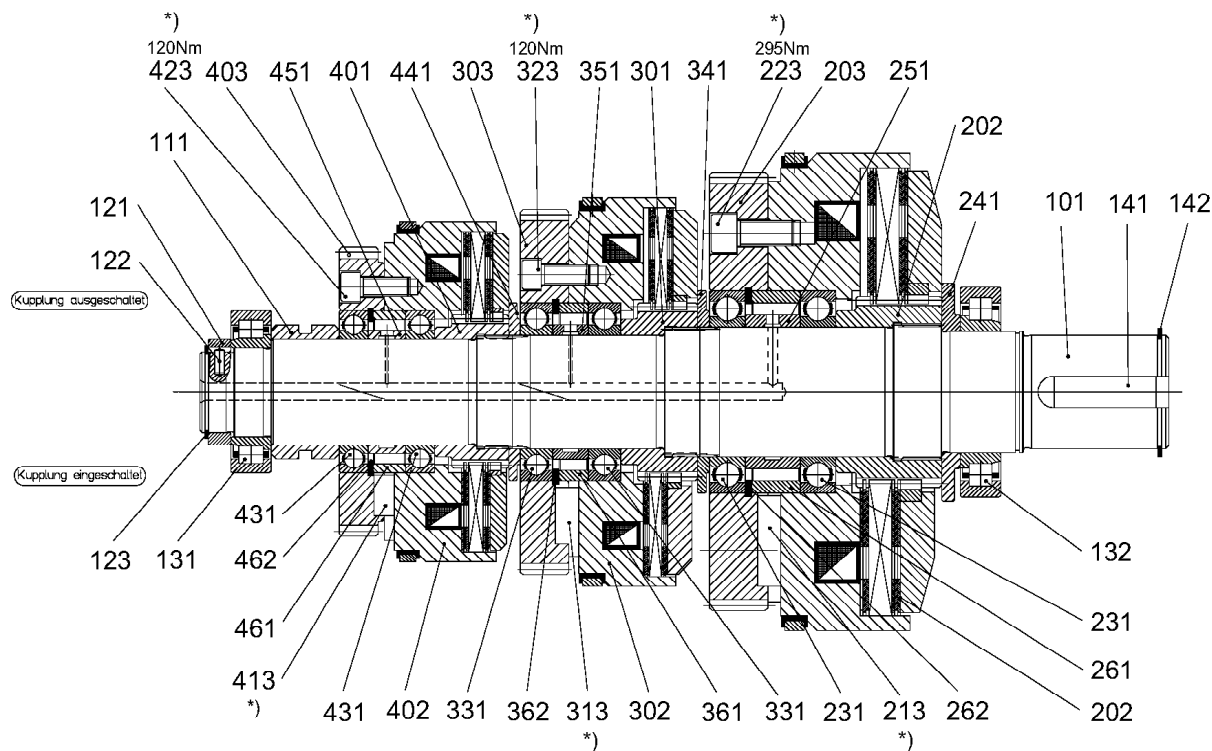 *) *) *)
120Nm 120Nm 295Nm
423 403 451 401 441 303 323 351 301 341 223 203 251
111 202
121 241 101 141 142
122
Kupplung ausgeschaltet
Kupplung eingeschaltet
431
123 131 462 132
461 231
413 261
*) 431 402 331 362 313 302 361 331 231 213 262 202
*) *)